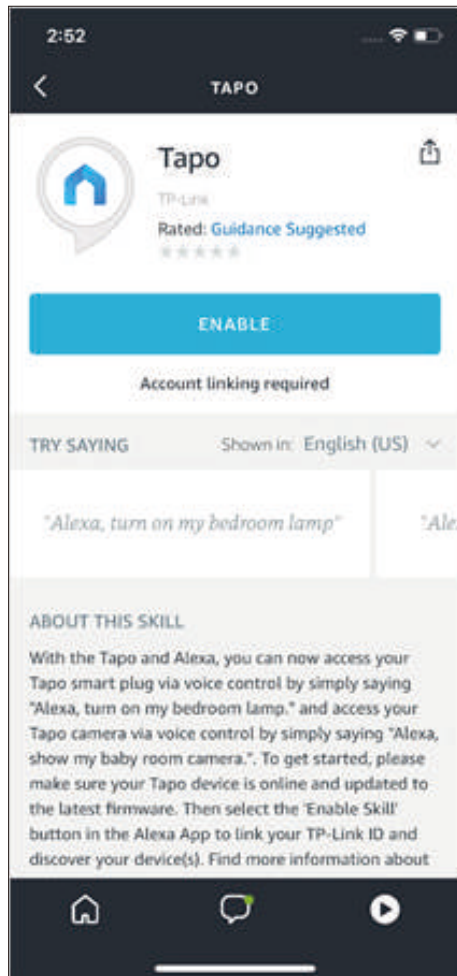 2:52
TAPO
Tapo
TP-Link
Rated: Guidance Suggested
ENABLE
Account linking required
TRY SAYING Shown in: English (US)
"Alexa, turn on my bedroom lamp" "Ale
ABOUT THIS SKILL
With the Tapo and Alexa, you can now access your
Tapo smart plug via voice control by simply saying
"Alexa, turn on my bedroom lamp." and access your
Tapo camera via voice control by simply saying "Alexa,
show my baby room camera.". To get started, please
make sure your Tapo device is online and updated to
the latest firmware. Then select the 'Enable Skill'
button in the Alexa App to link your TP-Link ID and
discover your device(s). Find more information about